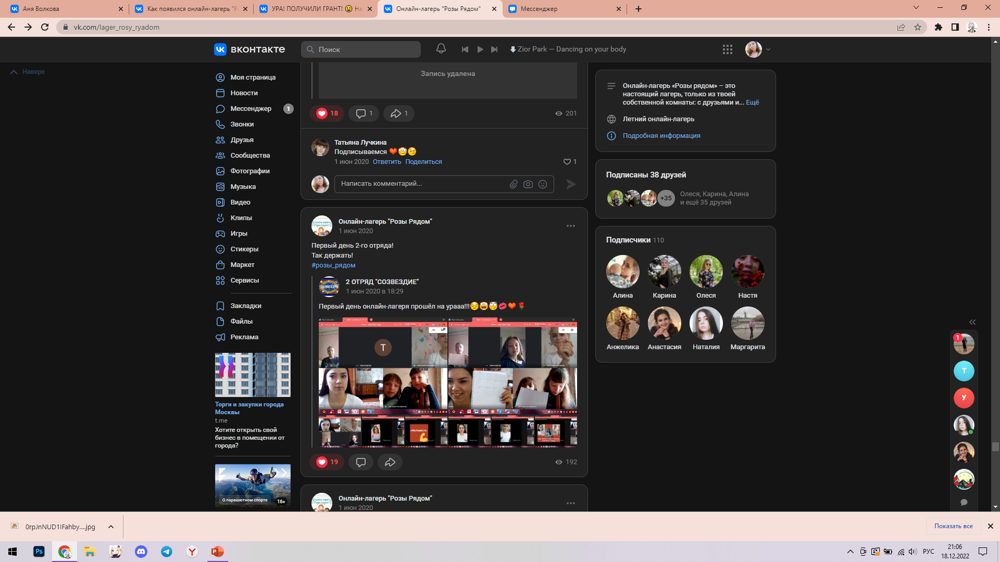 Аня Волкова
Как появился онлайн-лагерь "Р
УРА! ПОЛУЧИЛИ ГРАНТ! 😃 На
Онлайн-лагерь "Розы Рядом"
Мессенджер
vk.com/lager_rosy_ryadom
вконтакте
Поиск
Zior Park — Dancing on your body
Наверх
Моя страница
Новости
Мессенджер 1
Звонки
Друзья
Сообщества
Фотографии
Музыка
Видео
Клипы
Игры
Стикеры
Маркет
Сервисы
Закладки
Файлы
Реклама
Торги и закупки города
Москвы
t.me
Хотите открыть свой
бизнес в помещении от
города?
О парашютном спорте
16+
Запись удалена
18 1 1 201
Татьяна Лучкина
Подписываемся ❤😳😉
1 июн 2020 Ответить Поделиться 1
Написать комментарий...
Онлайн-лагерь "Розы Рядом"
1 июн 2020
Первый день 2-го отряда!
Так держать!
#розы_рядом
2 ОТРЯД "СОЗВЕЗДИЕ"
1 июн 2020 в 18:29
Первый день онлайн-лагеря прошёл на урааа!!!😌😀😇💋❤🌹
T
19 192
Онлайн-лагерь "Розы Рядом"
1 июн 2020
Онлайн-лагерь «Розы рядом» – это
настоящий лагерь, только из твоей
собственной комнаты: с друзьями и... Ещё
Летний онлайн-лагерь
Подробная информация
Подписаны 38 друзей
+35
Олеся, Карина, Алина
и ещё 35 друзей
Подписчики 110
Алина Карина Олеся Настя
Анжелика Анастасия Наталия Маргарита
1
Т
У
0rpJnNUD1IFahby....jpg
Показать все
Ps
РУС
21:06
18.12.2022